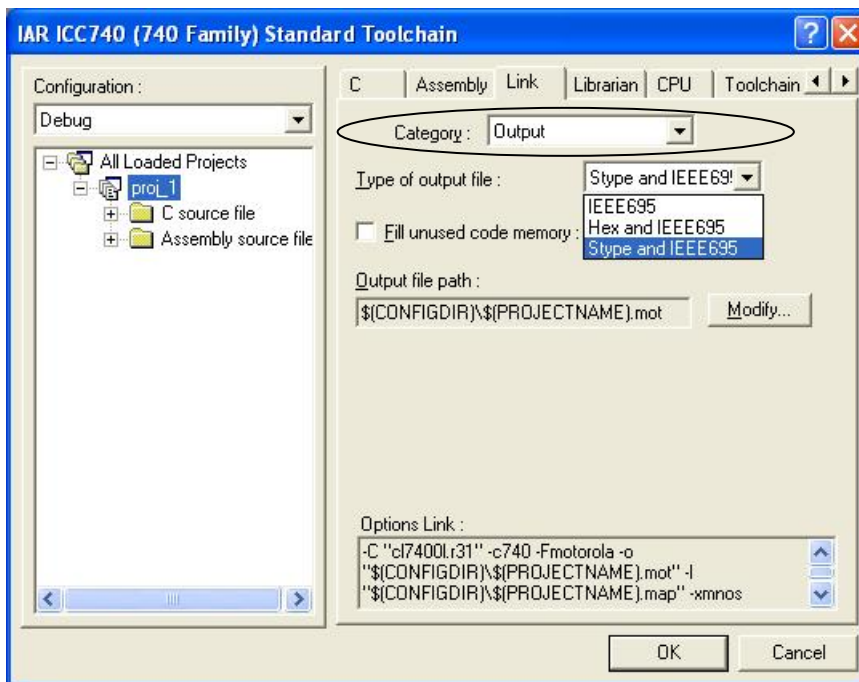 IAR ICC740 (740 Family) Standard Toolchain
Configuration :
Debug
All Loaded Projects
proj_1
C source file
Assembly source file
C
Assembly
Link
Librarian
CPU
Toolchain
Category : Output
Type of output file : Stype and IEEE69
IEEE695
Hex and IEEE695
Stype and IEEE695
Fill unused code memory :
Output file path :
$(CONFIGDIR)\$(PROJECTNAME).mot
Modify...
Options Link :
-C "cl7400l.r31" -c740 -Fmotorola -o
"$(CONFIGDIR)\$(PROJECTNAME).mot" -l
"$(CONFIGDIR)\$(PROJECTNAME).map" -xmnos
OK
Cancel